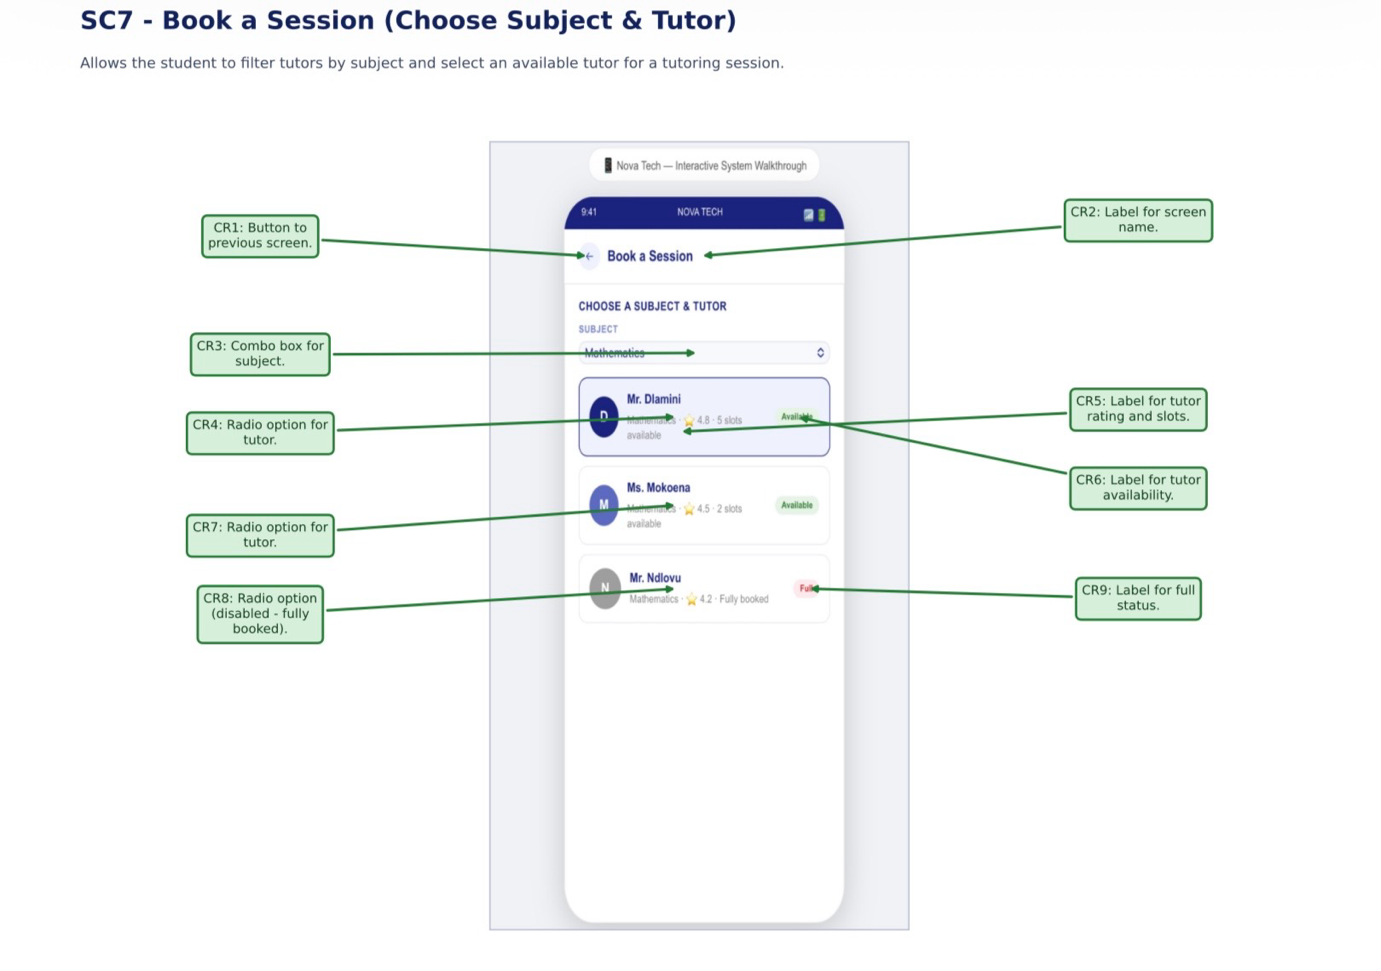 SC7 - Book a Session (Choose Subject & Tutor)
Allows the student to filter tutors by subject and select an available tutor for a tutoring session.
Nova Tech — Interactive System Walkthrough
9:41
NOVA TECH
CR1: Button to
previous screen.
CR2: Label for screen
name.
← Book a Session
CHOOSE A SUBJECT & TUTOR
SUBJECT
CR3: Combo box for
subject.
Mathematics
CR4: Radio option for
tutor.
D
Mr. Dlamini
Mathematics · ⭐ 4.8 · 5 slots
available
Available
CR5: Label for tutor
rating and slots.
CR6: Label for tutor
availability.
CR7: Radio option for
tutor.
M
Ms. Mokoena
Mathematics · ⭐ 4.5 · 2 slots
available
Available
CR8: Radio option
(disabled - fully
booked).
N
Mr. Ndlovu
Mathematics · ⭐ 4.2 · Fully booked
Full
CR9: Label for full
status.